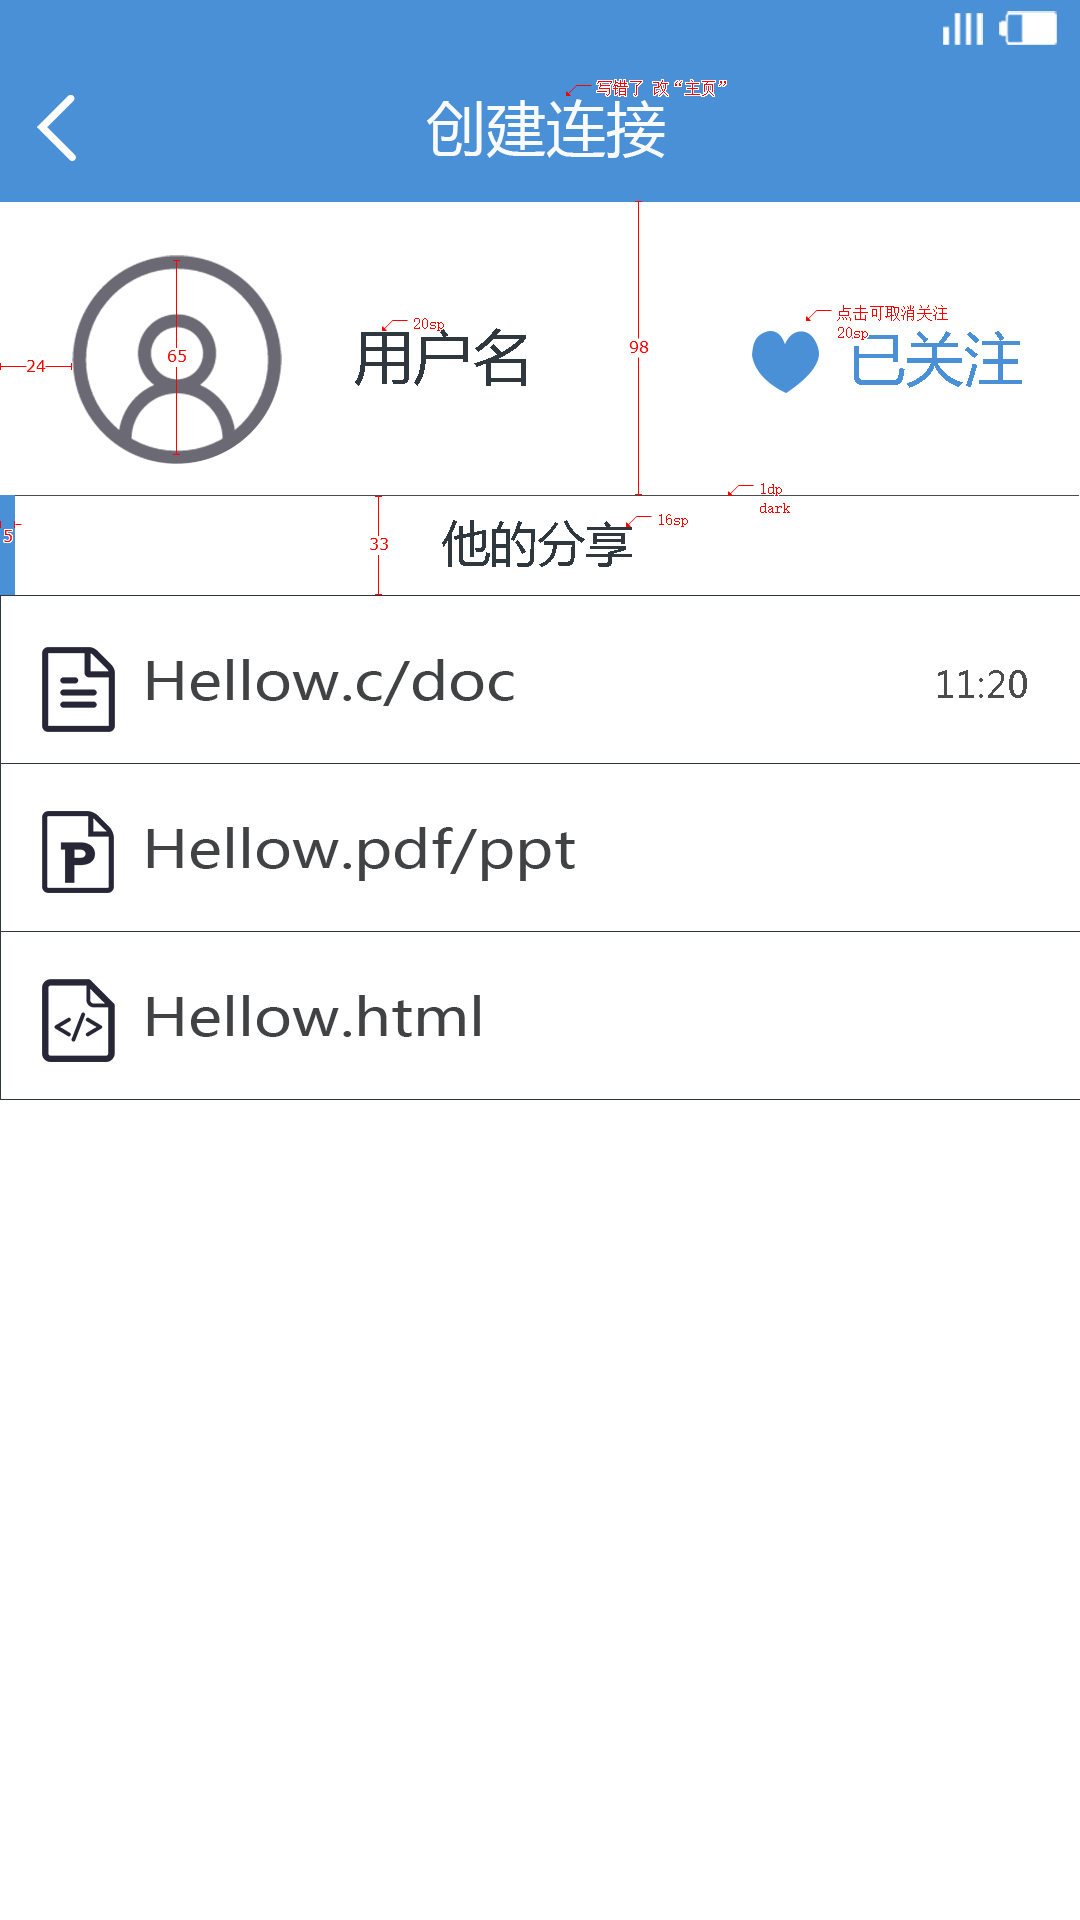 写错了 改“主页”
创建连接
点击可取消关注
20sp
20sp
用户名
已关注
98
65
24
1dp
dark
16sp
5
33
他的分享
Hellow.c/doc
11:20
Hellow.pdf/ppt
P
Hellow.html
</>